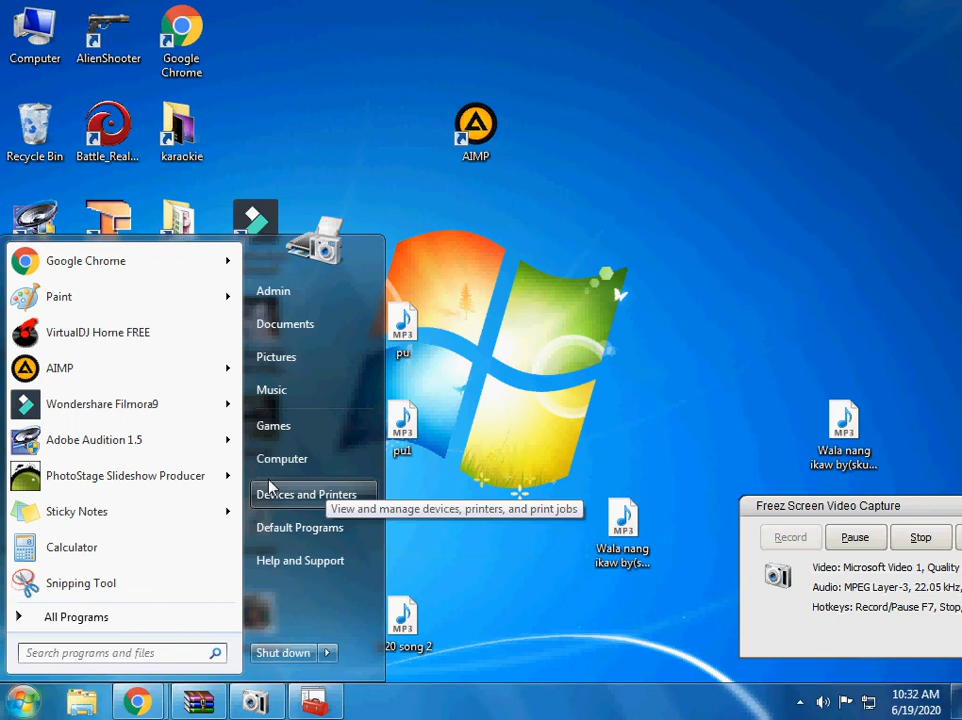 Computer
AlienShooter
Google
Chrome
Recycle Bin
Battle_Real...
karaokie
AIMP
Google Chrome
Paint
VirtualDJ Home FREE
AIMP
Wondershare Filmora9
Adobe Audition 1.5
PhotoStage Slideshow Producer
Sticky Notes
Calculator
Snipping Tool
All Programs
Search programs and files
Admin
Documents
Pictures
Music
Games
Computer
Devices and Printers
View and manage devices, printers, and print jobs
Default Programs
Help and Support
Shut down
MP3
pu
MP3
pu1
MP3
20 song 2
MP3
Wala nang
ikaw by(s...
MP3
Wala nang
ikaw by(sku...
Freez Screen Video Capture
Record
Pause
Stop
Video: Microsoft Video 1, Quality
Audio: MPEG Layer-3, 22.05 kHz,
Hotkeys: Record/Pause F7, Stop,
10:32 AM
6/19/2020